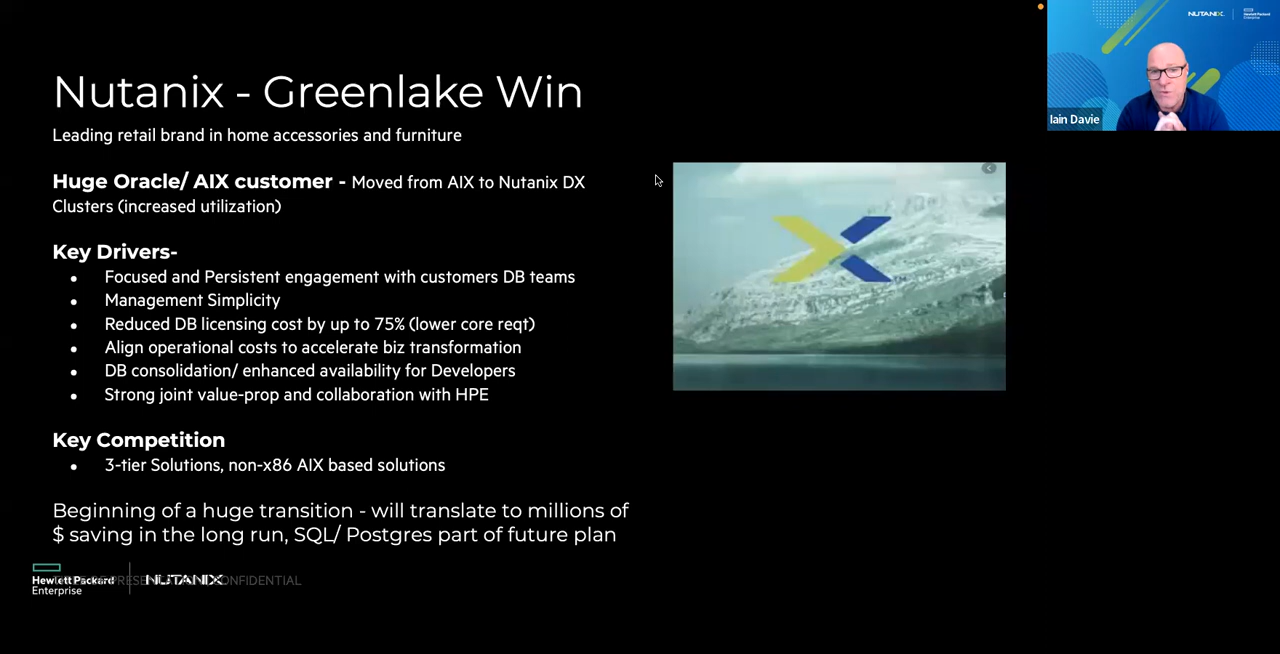 Nutanix - Greenlake Win
Leading retail brand in home accessories and furniture
Huge Oracle/ AIX customer - Moved from AIX to Nutanix DX
Clusters (increased utilization)
Key Drivers-
● Focused and Persistent engagement with customers DB teams
● Management Simplicity
● Reduced DB licensing cost by up to 75% (lower core reqt)
● Align operational costs to accelerate biz transformation
● DB consolidation/ enhanced availability for Developers
● Strong joint value-prop and collaboration with HPE
Key Competition
● 3-tier Solutions, non-x86 AIX based solutions
Beginning of a huge transition - will translate to millions of
$ saving in the long run, SQL/ Postgres part of future plan
Hewlett Packard
Enterprise
NUTANIX
CONFIDENTIAL
NUTANIX
Hewlett Packard
Enterprise
Iain Davie